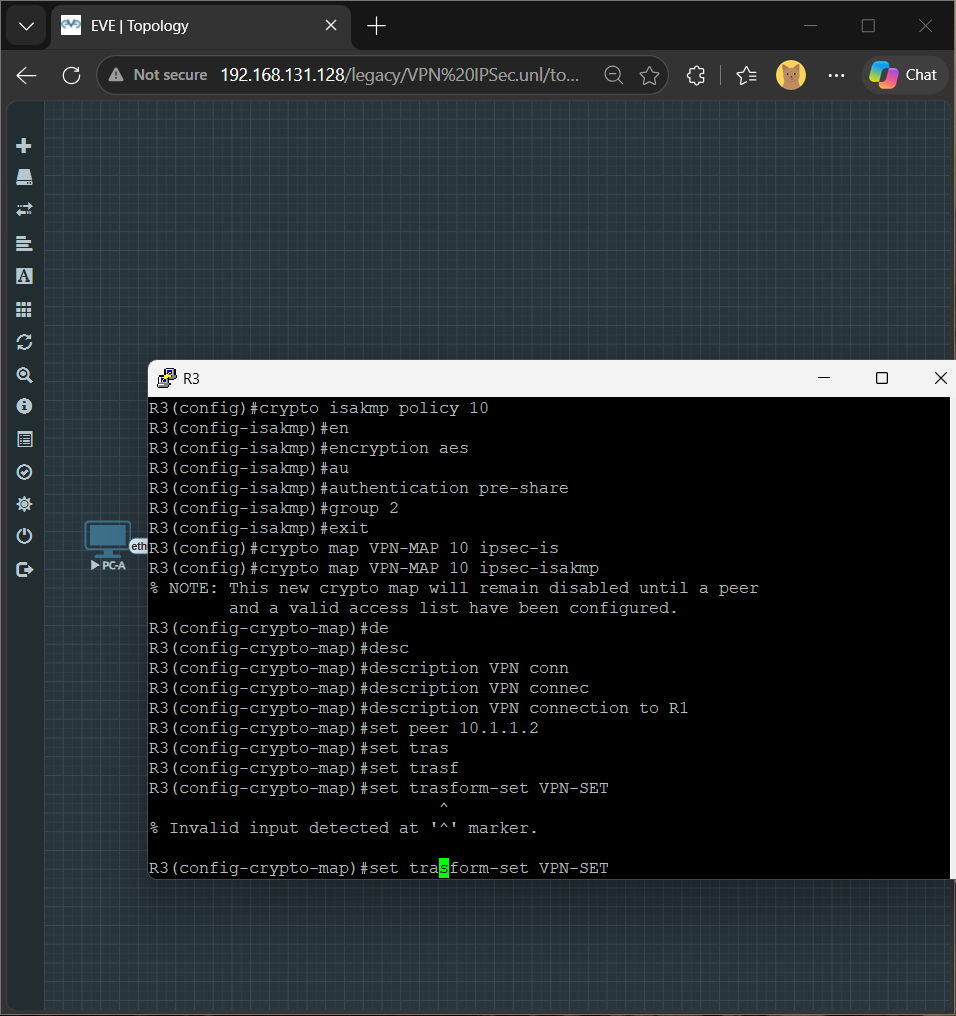 EVE | Topology
Not secure 192.168.131.128/legacy/VPN%20IPSec.unl/to...
Chat
A
eth
PC-A
R3
R3(config)#crypto isakmp policy 10
R3(config-isakmp)#en
R3(config-isakmp)#encryption aes
R3(config-isakmp)#au
R3(config-isakmp)#authentication pre-share
R3(config-isakmp)#group 2
R3(config-isakmp)#exit
R3(config)#crypto map VPN-MAP 10 ipsec-is
R3(config)#crypto map VPN-MAP 10 ipsec-isakmp
% NOTE: This new crypto map will remain disabled until a peer
        and a valid access list have been configured.
R3(config-crypto-map)#de
R3(config-crypto-map)#desc
R3(config-crypto-map)#description VPN conn
R3(config-crypto-map)#description VPN connec
R3(config-crypto-map)#description VPN connection to R1
R3(config-crypto-map)#set peer 10.1.1.2
R3(config-crypto-map)#set tras
R3(config-crypto-map)#set trasf
R3(config-crypto-map)#set trasform-set VPN-SET
                             ^
% Invalid input detected at '^' marker.
R3(config-crypto-map)#set trasform-set VPN-SET